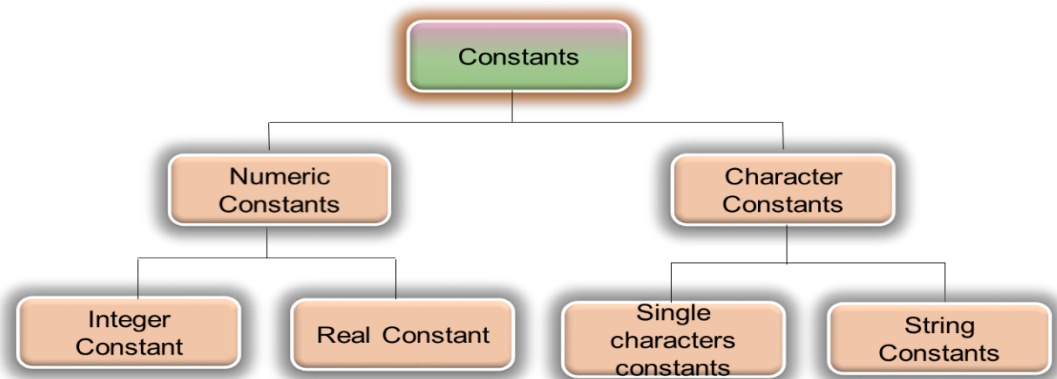 Constants
Numeric
Constants
Character
Constants
Integer
Constant
Real Constant
Single
characters
constants
String
Constants